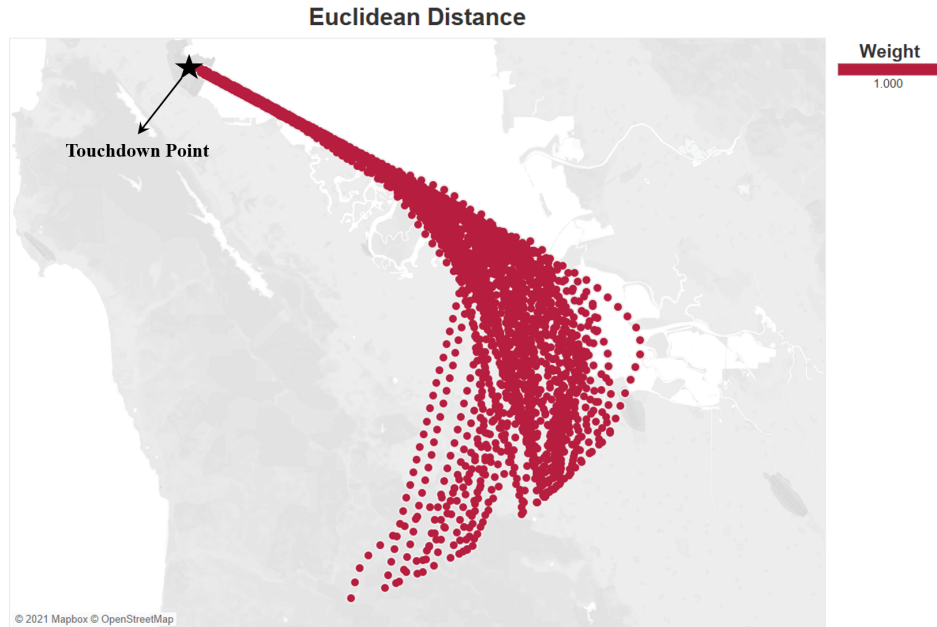 Euclidean Distance
Weight
1.000
Touchdown Point
© 2021 Mapbox © OpenStreetMap